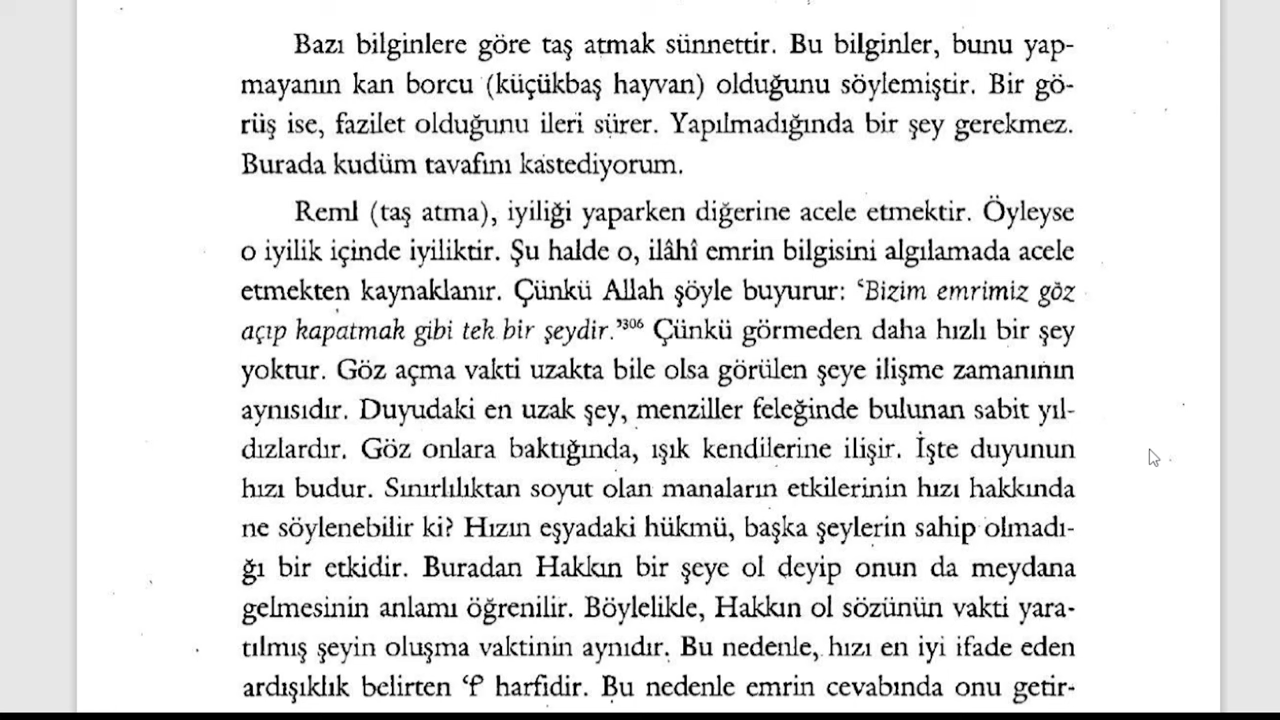 Bazı bilginlere göre taş atmak sünnettir. Bu bilginler, bunu yap-
mayanın kan borcu (küçükbaş hayvan) olduğunu söylemiştir. Bir gö-
rüş ise, fazilet olduğunu ileri sürer. Yapılmadığında bir şey gerekmez.
Burada kudüm tavafını kastediyorum.
Reml (taş atma), iyiliği yaparken diğerine acele etmektir. Öyleyse
o iyilik içinde iyiliktir. Şu halde o, ilâhî emrin bilgisini algılamada acele
etmekten kaynaklanır. Çünkü Allah şöyle buyurur: ‘Bizim emrimiz göz
açıp kapatmak gibi tek bir şeydir.’306 Çünkü görmeden daha hızlı bir şey
yoktur. Göz açma vakti uzakta bile olsa görülen şeye ilişme zamanının
aynısıdır. Duyudaki en uzak şey, menziller feleğinde bulunan sabit yıl-
dızlardır. Göz onlara baktığında, ışık kendilerine ilişir. İşte duyunun
hızı budur. Sınırlılıktan soyut olan manaların etkilerinin hızı hakkında
ne söylenebilir ki? Hızın eşyadaki hükmü, başka şeylerin sahip olmadı-
ğı bir etkidir. Buradan Hakkın bir şeye ol deyip onun da meydana
gelmesinin anlamı öğrenilir. Böylelikle, Hakkın ol sözünün vakti yara-
tılmış şeyin oluşma vaktinin aynıdır. Bu nedenle, hızı en iyi ifade eden
ardışıklık belirten ‘f’ harfidir. Bu nedenle emrin cevabında onu getir-